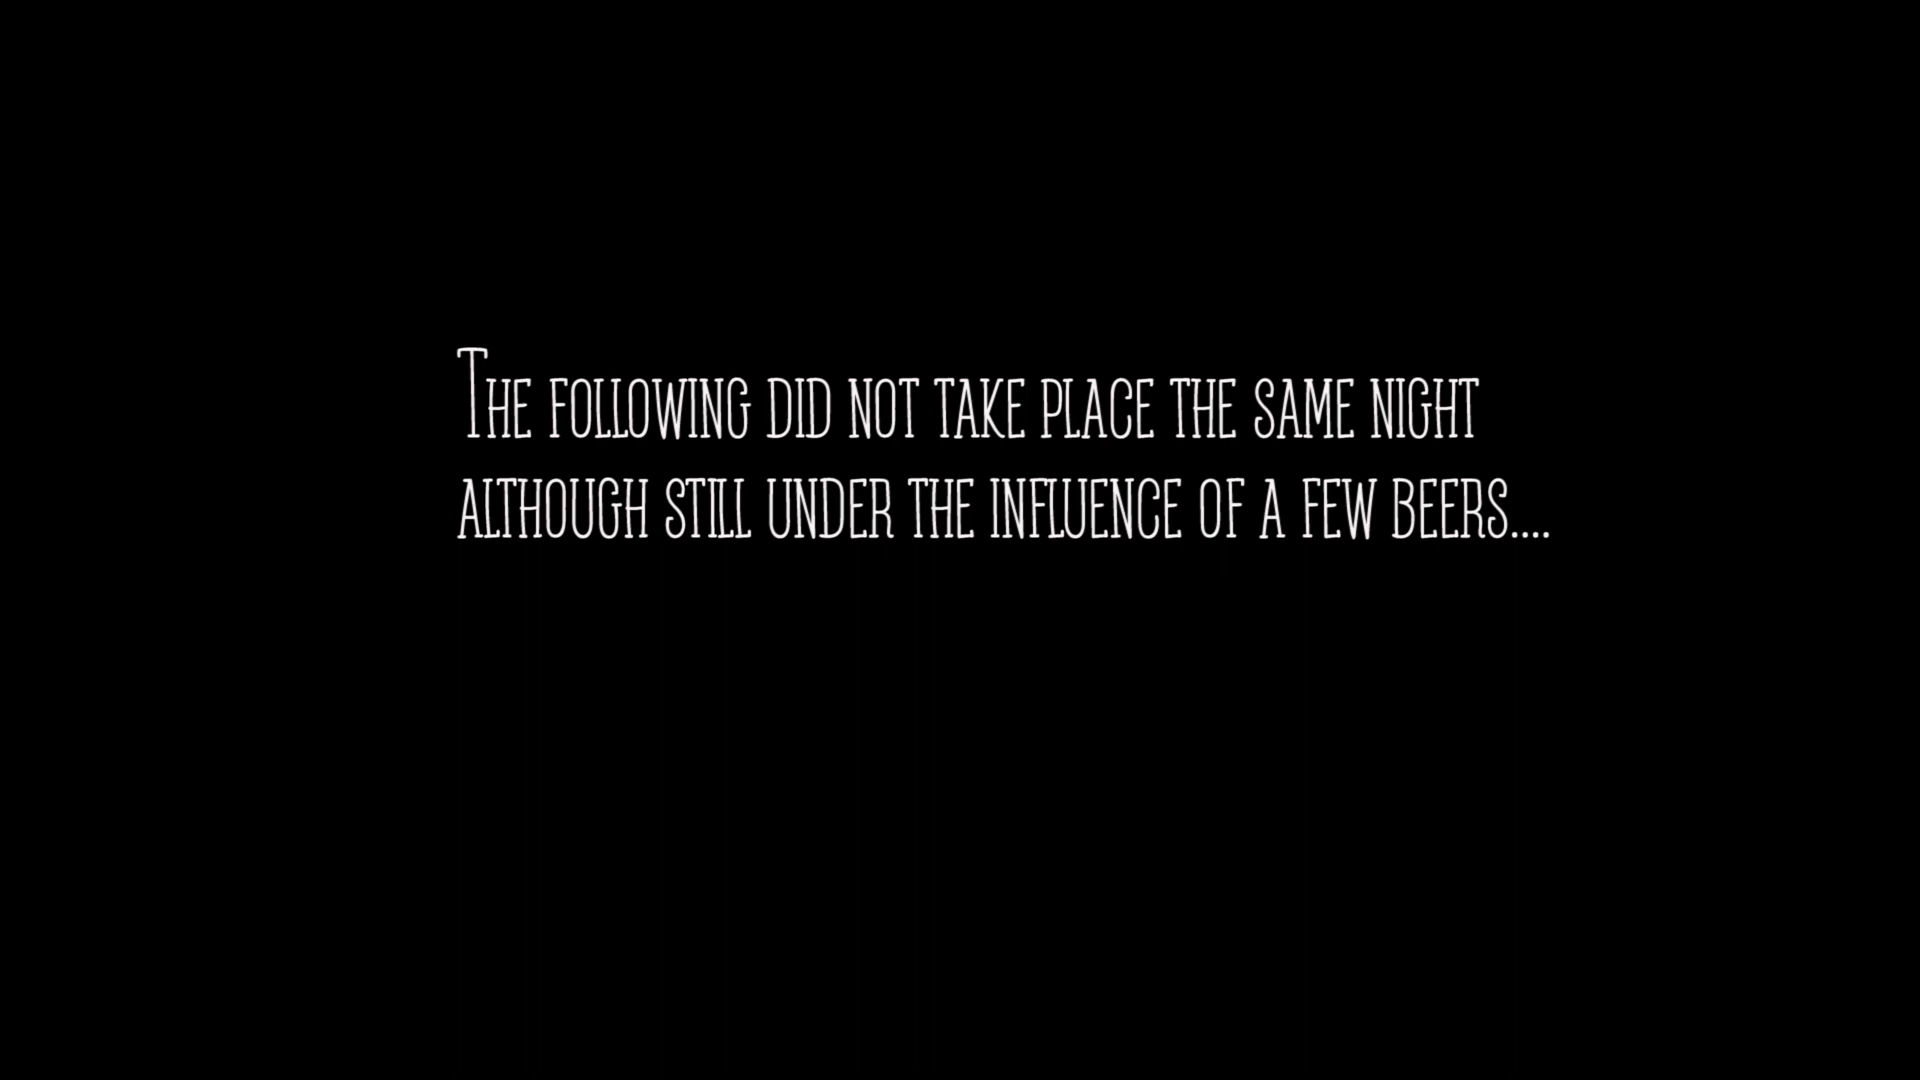 The following did not take place the same night
although still under the influence of a few beers....